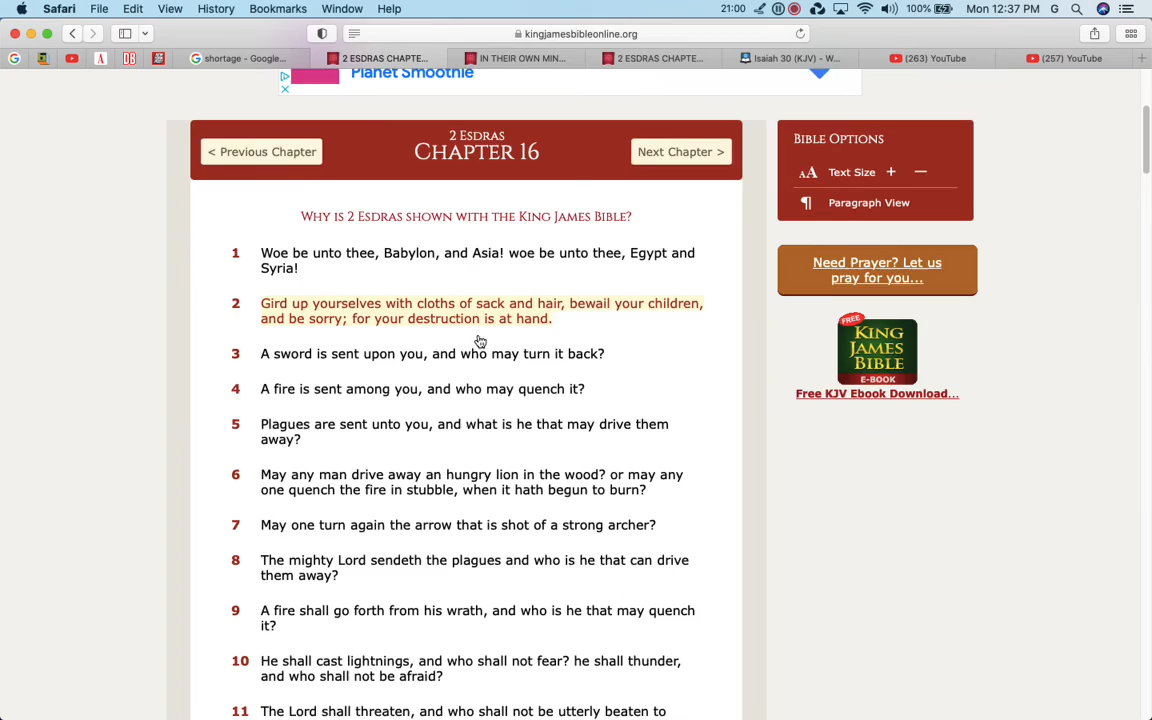 Safari File Edit View History Bookmarks Window Help 21:00 100% Mon 12:37 PM G
kingjamesbibleonline.org
shortage - Google... 2 ESDRAS CHAPTE... IN THEIR OWN MIN... 2 ESDRAS CHAPTE... Isaiah 30 (KJV) - W... (263) YouTube (257) YouTube
Planet Smoothie
< Previous Chapter
2 Esdras
Chapter 16
Next Chapter >
Why is 2 Esdras shown with the King James Bible?
1 Woe be unto thee, Babylon, and Asia! woe be unto thee, Egypt and
Syria!
2 Gird up yourselves with cloths of sack and hair, bewail your children,
and be sorry; for your destruction is at hand.
3 A sword is sent upon you, and who may turn it back?
4 A fire is sent among you, and who may quench it?
5 Plagues are sent unto you, and what is he that may drive them
away?
6 May any man drive away an hungry lion in the wood? or may any
one quench the fire in stubble, when it hath begun to burn?
7 May one turn again the arrow that is shot of a strong archer?
8 The mighty Lord sendeth the plagues and who is he that can drive
them away?
9 A fire shall go forth from his wrath, and who is he that may quench
it?
10 He shall cast lightnings, and who shall not fear? he shall thunder,
and who shall not be afraid?
11 The Lord shall threaten, and who shall not be utterly beaten to
Bible Options
AA Text Size + —
¶ Paragraph View
Need Prayer? Let us
pray for you...
FREE
KING
JAMES
BIBLE
E-BOOK
Free KJV Ebook Download...